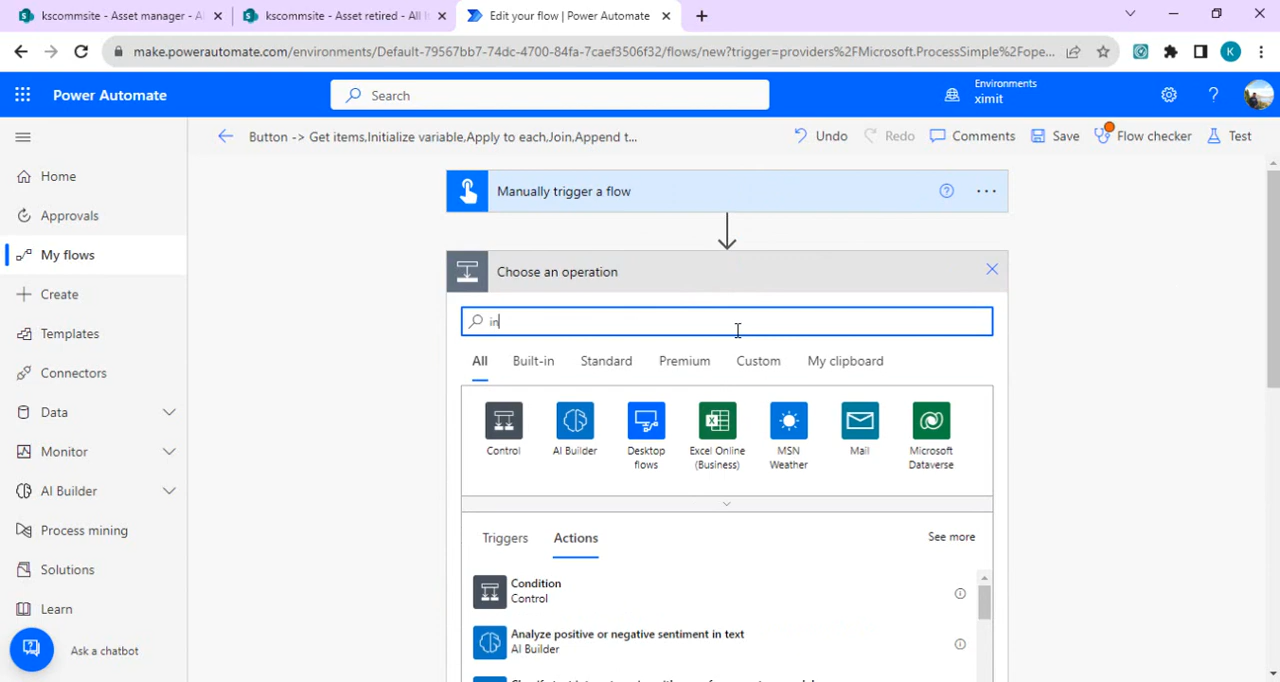 kscommsite - Asset manager - Al
kscommsite - Asset retired - All I
Edit your flow | Power Automate
make.powerautomate.com/environments/Default-79567bb7-74dc-4700-84fa-7caef3506f32/flows/new?trigger=providers%2FMicrosoft.ProcessSimple%2Fope...
K
Power Automate
Search
Environments
ximit
Button -> Get items,Initialize variable,Apply to each,Join,Append t...
Undo
Redo
Comments
Save
Flow checker
Test
Home
Approvals
My flows
Create
Templates
Connectors
Data
Monitor
AI Builder
Process mining
Solutions
Learn
Ask a chatbot
Manually trigger a flow
Choose an operation
in
All
Built-in
Standard
Premium
Custom
My clipboard
Control
AI Builder
Desktop flows
Excel Online (Business)
MSN Weather
Mail
Microsoft Dataverse
Triggers
Actions
See more
Condition
Control
Analyze positive or negative sentiment in text
AI Builder